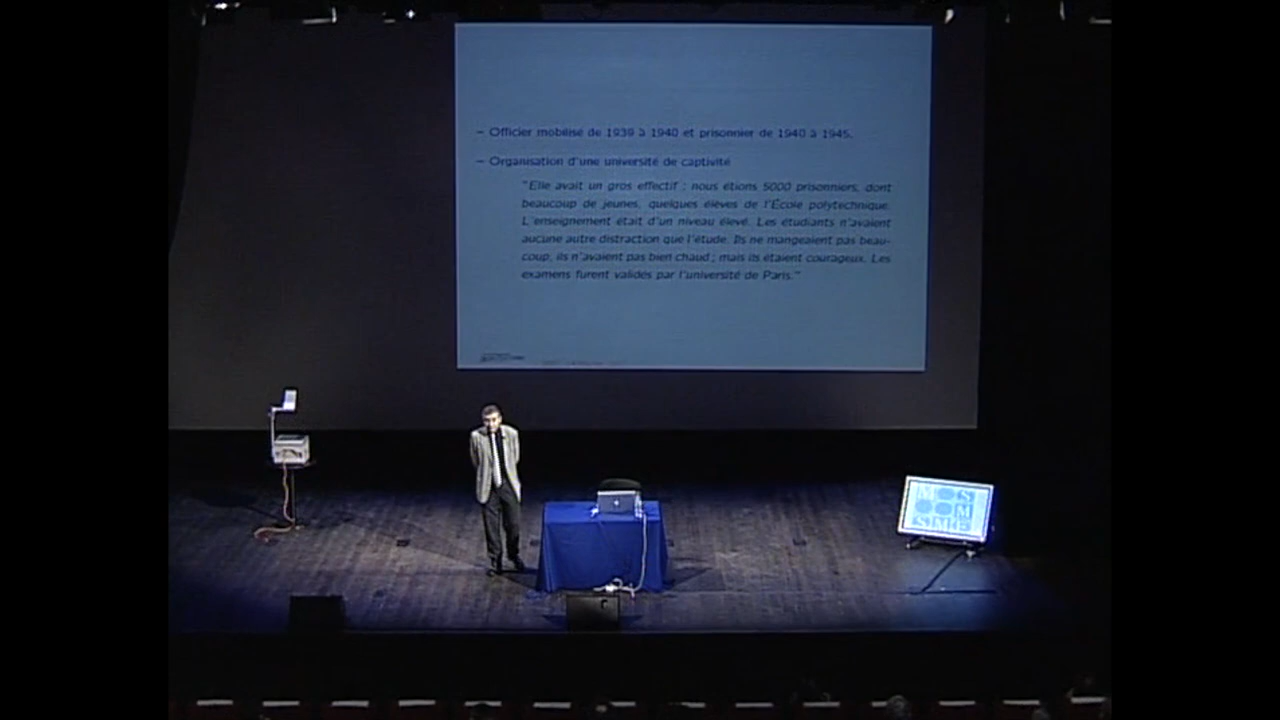 – Officier mobilisé de 1939 à 1940 et prisonnier de 1940 à 1945.
– Organisation d'une université de captivité
"Elle avait un gros effectif ; nous étions 5000 prisonniers, dont
beaucoup de jeunes, quelques élèves de l'École polytechnique.
L'enseignement était d'un niveau élevé. Les étudiants n'avaient
aucune autre distraction que l'étude. Ils ne mangeaient pas beau-
coup, ils n'avaient pas bien chaud ; mais ils étaient courageux. Les
examens furent validés par l'université de Paris."